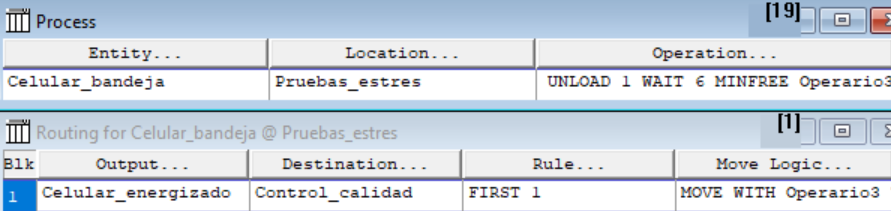 Process [19]
Entity... Location... Operation...
Celular_bandeja Pruebas_estres UNLOAD 1 WAIT 6 MINFREE Operario3
Routing for Celular_bandeja @ Pruebas_estres [1]
Blk Output... Destination... Rule... Move Logic...
1 Celular_energizado Control_calidad FIRST 1 MOVE WITH Operario3